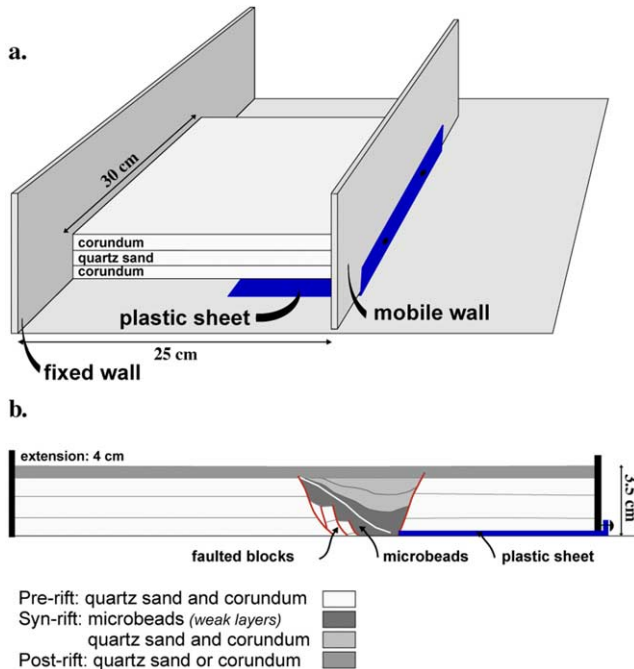 a.
30 cm
corundum
quartz sand
corundum
plastic sheet
mobile wall
25 cm
fixed wall
b.
extension: 4 cm
3.5 cm
faulted blocks
microbeads
plastic sheet
Pre-rift: quartz sand and corundum
Syn-rift: microbeads (weak layers)
quartz sand and corundum
Post-rift: quartz sand or corundum